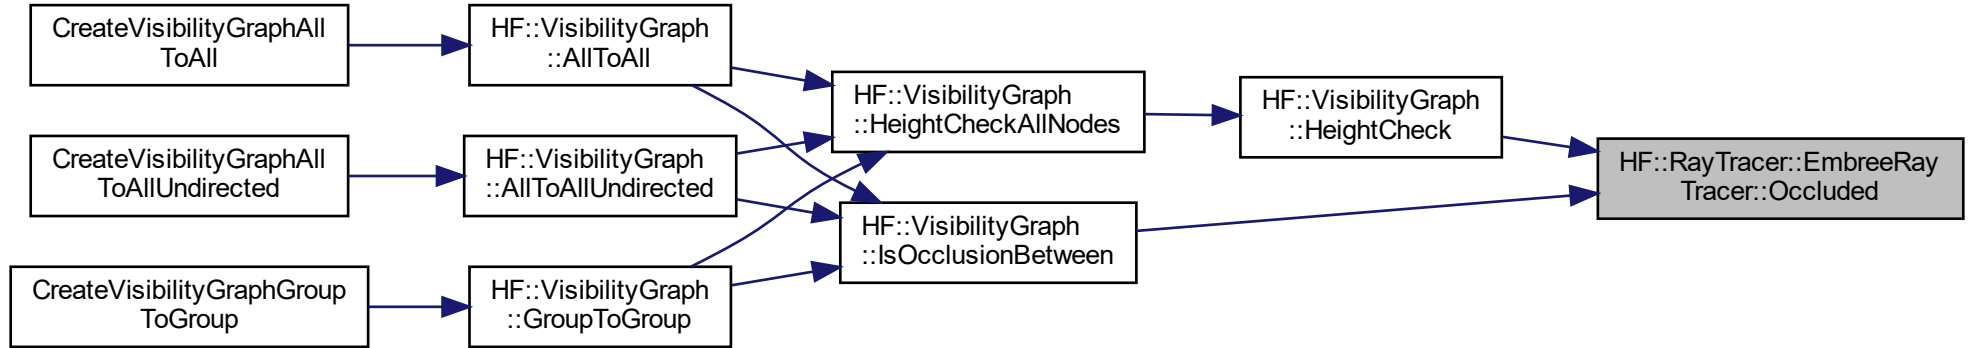 CreateVisibilityGraphAll
ToAll
HF::VisibilityGraph
::AllToAll
CreateVisibilityGraphAll
ToAllUndirected
HF::VisibilityGraph
::AllToAllUndirected
CreateVisibilityGraphGroup
ToGroup
HF::VisibilityGraph
::GroupToGroup
HF::VisibilityGraph
::HeightCheckAllNodes
HF::VisibilityGraph
::IsOcclusionBetween
HF::VisibilityGraph
::HeightCheck
HF::RayTracer::EmbreeRay
Tracer::Occluded